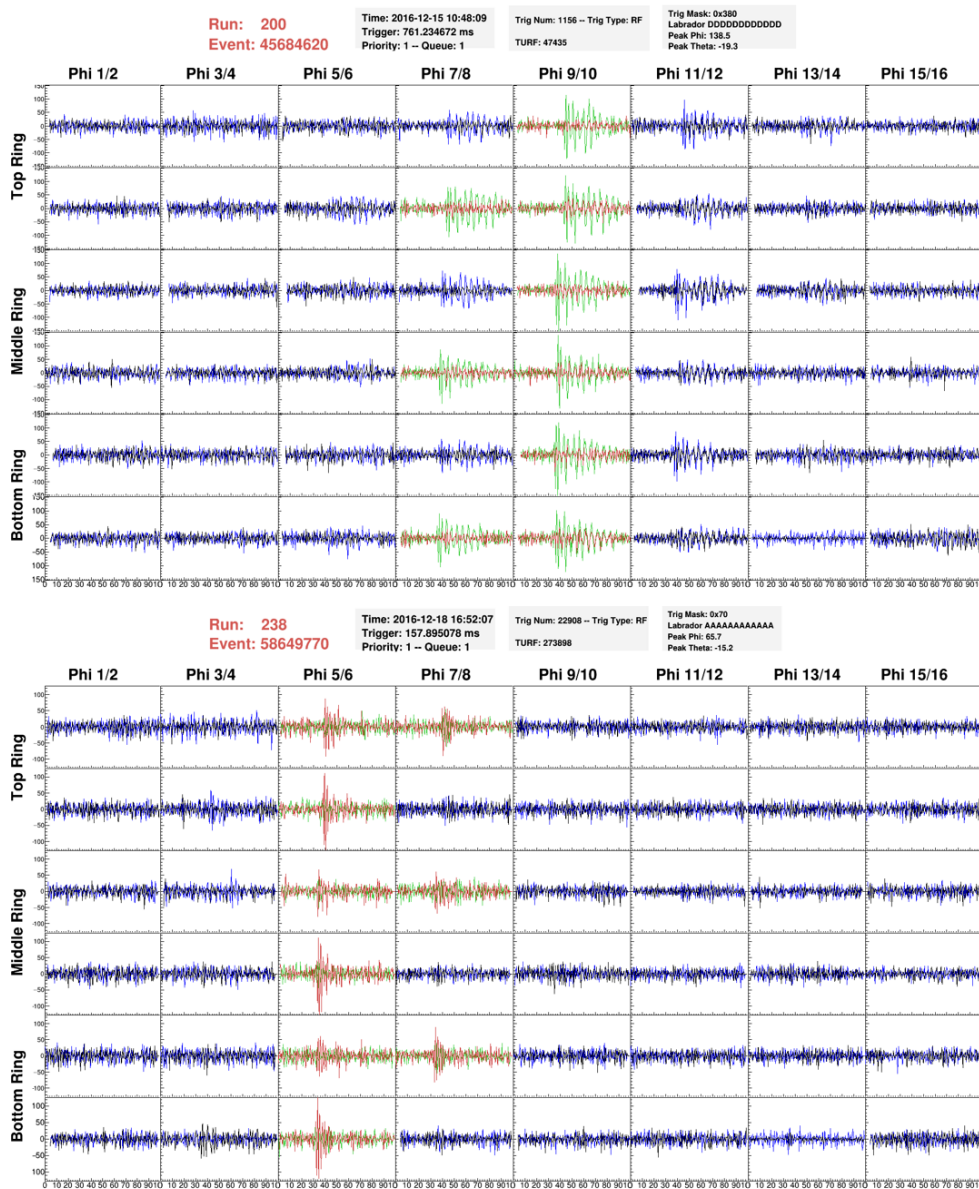 Run: 200
Event: 45684620
Time: 2016-12-15 10:48:09
Trigger: 761.234672 ms
Priority: 1 -- Queue: 1
Trig Num: 1156 -- Trig Type: RF
TURF: 47435
Trig Mask: 0x380
Labrador DDDDDDDDDDDD
Peak Phi: 138.5
Peak Theta: -19.3
Phi 1/2 Phi 3/4 Phi 5/6 Phi 7/8 Phi 9/10 Phi 11/12 Phi 13/14 Phi 15/16
Top Ring
Middle Ring
Bottom Ring
Run: 238
Event: 58649770
Time: 2016-12-18 16:52:07
Trigger: 157.895078 ms
Priority: 1 -- Queue: 1
Trig Num: 22908 -- Trig Type: RF
TURF: 273898
Trig Mask: 0x70
Labrador AAAAAAAAAAAA
Peak Phi: 65.7
Peak Theta: -15.2
Phi 1/2 Phi 3/4 Phi 5/6 Phi 7/8 Phi 9/10 Phi 11/12 Phi 13/14 Phi 15/16
Top Ring
Middle Ring
Bottom Ring